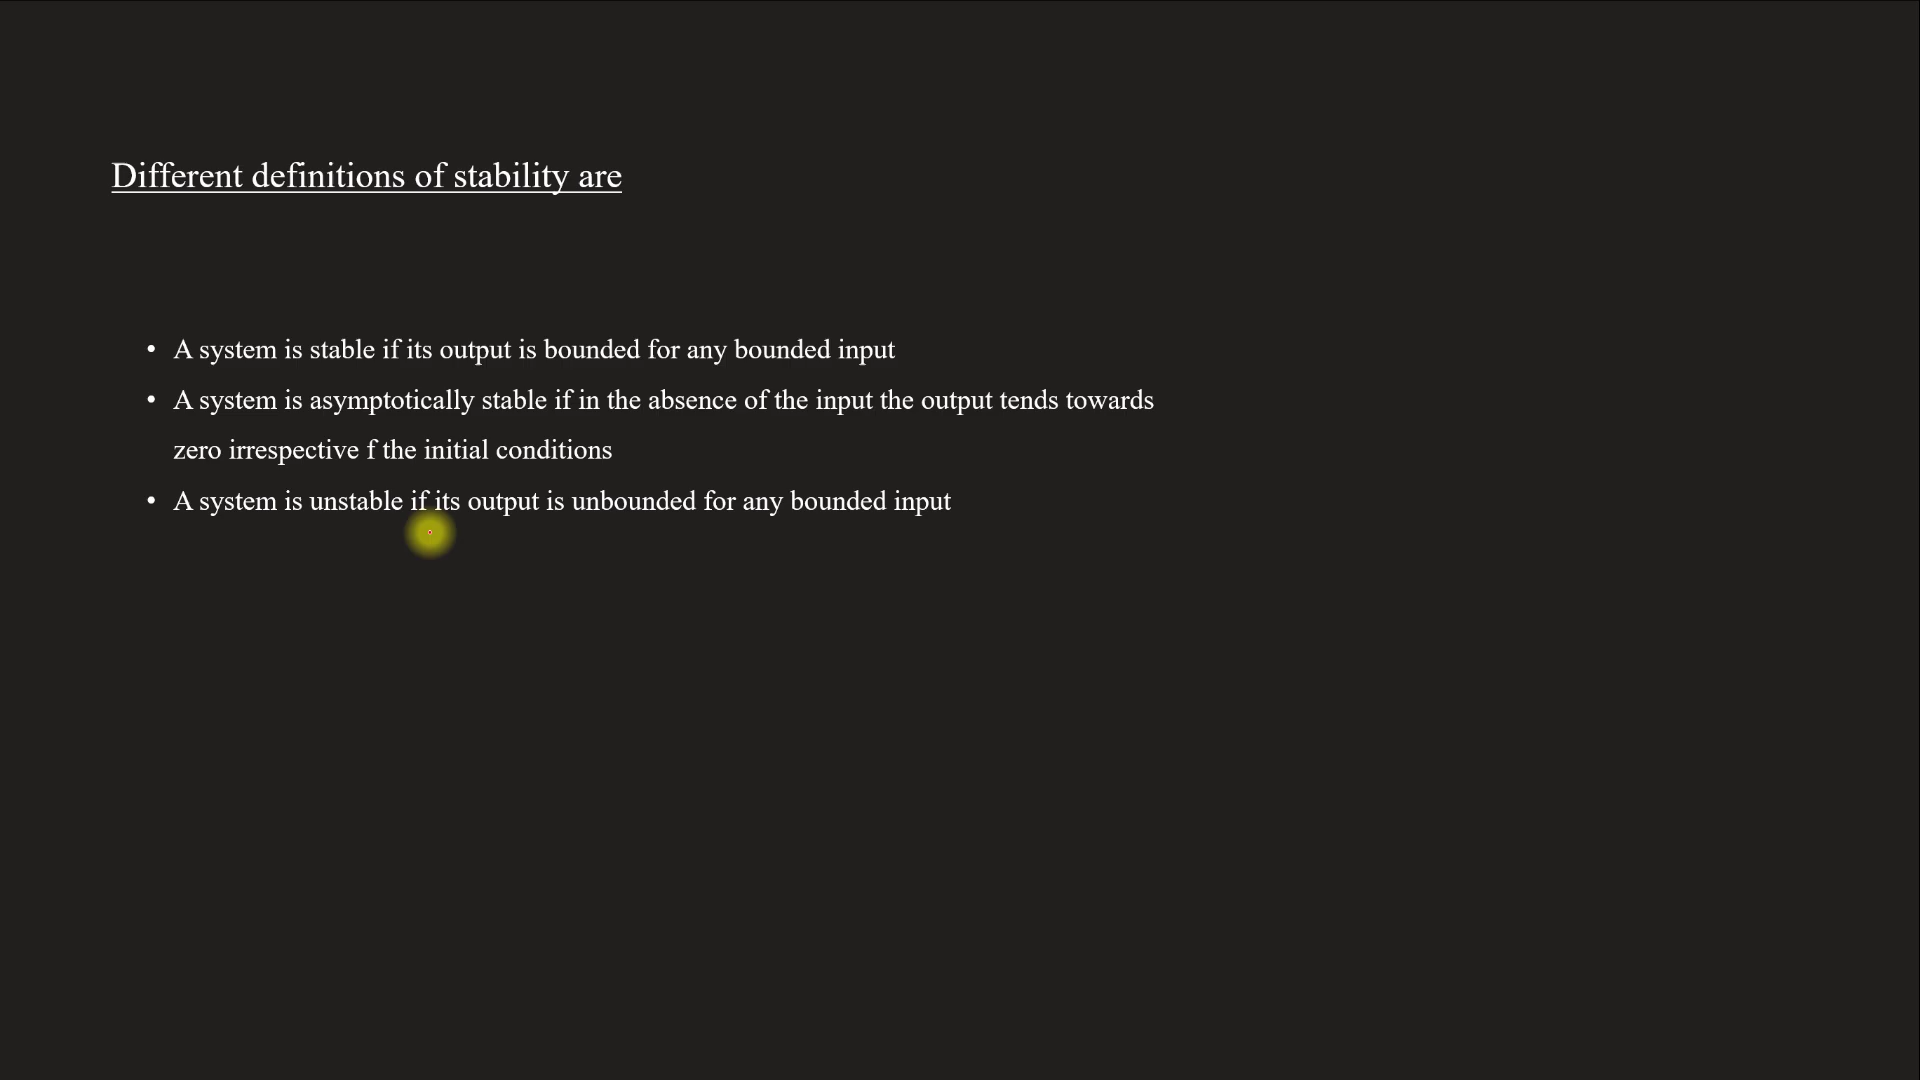 Different definitions of stability are
• A system is stable if its output is bounded for any bounded input
• A system is asymptotically stable if in the absence of the input the output tends towards
zero irrespective f the initial conditions
• A system is unstable if its output is unbounded for any bounded input